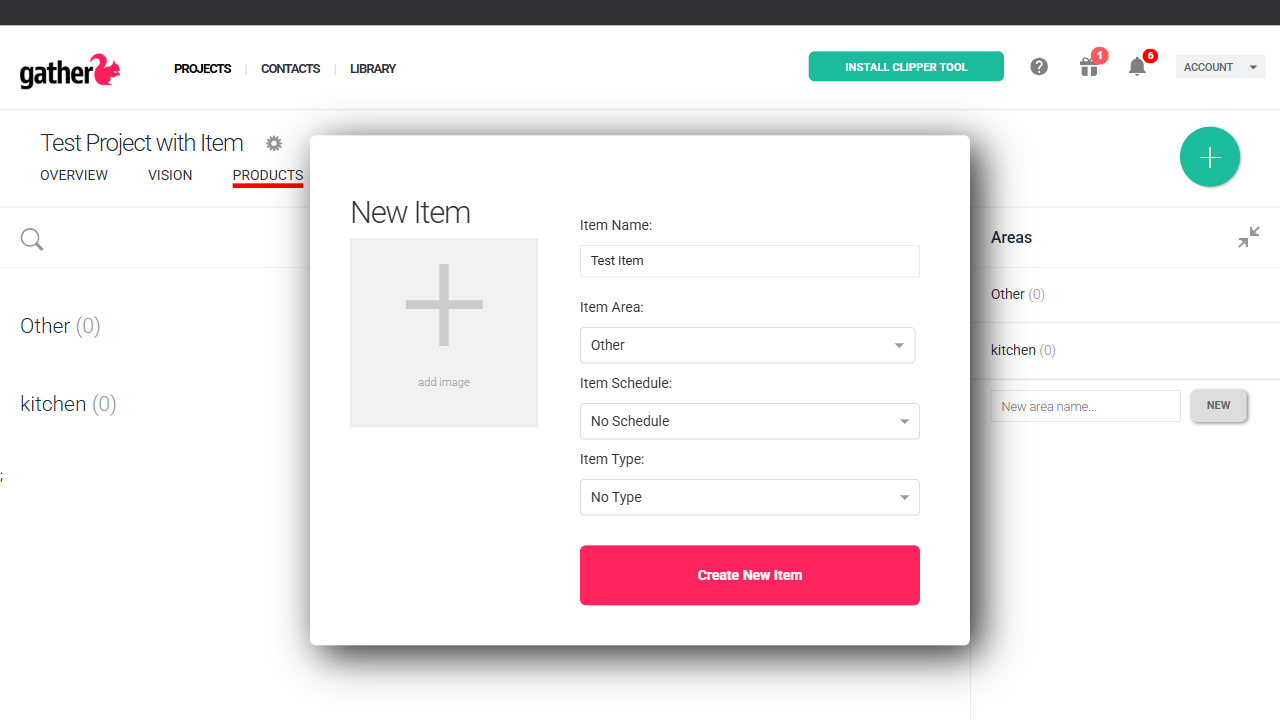 gather
PROJECTS | CONTACTS | LIBRARY
INSTALL CLIPPER TOOL
1
6
ACCOUNT
Test Project with Item
OVERVIEW VISION PRODUCTS
Other (0)
kitchen (0)
;
New Item
add image
Item Name:
Test Item
Item Area:
Other
Item Schedule:
No Schedule
Item Type:
No Type
Create New Item
Areas
Other (0)
kitchen (0)
New area name...
NEW